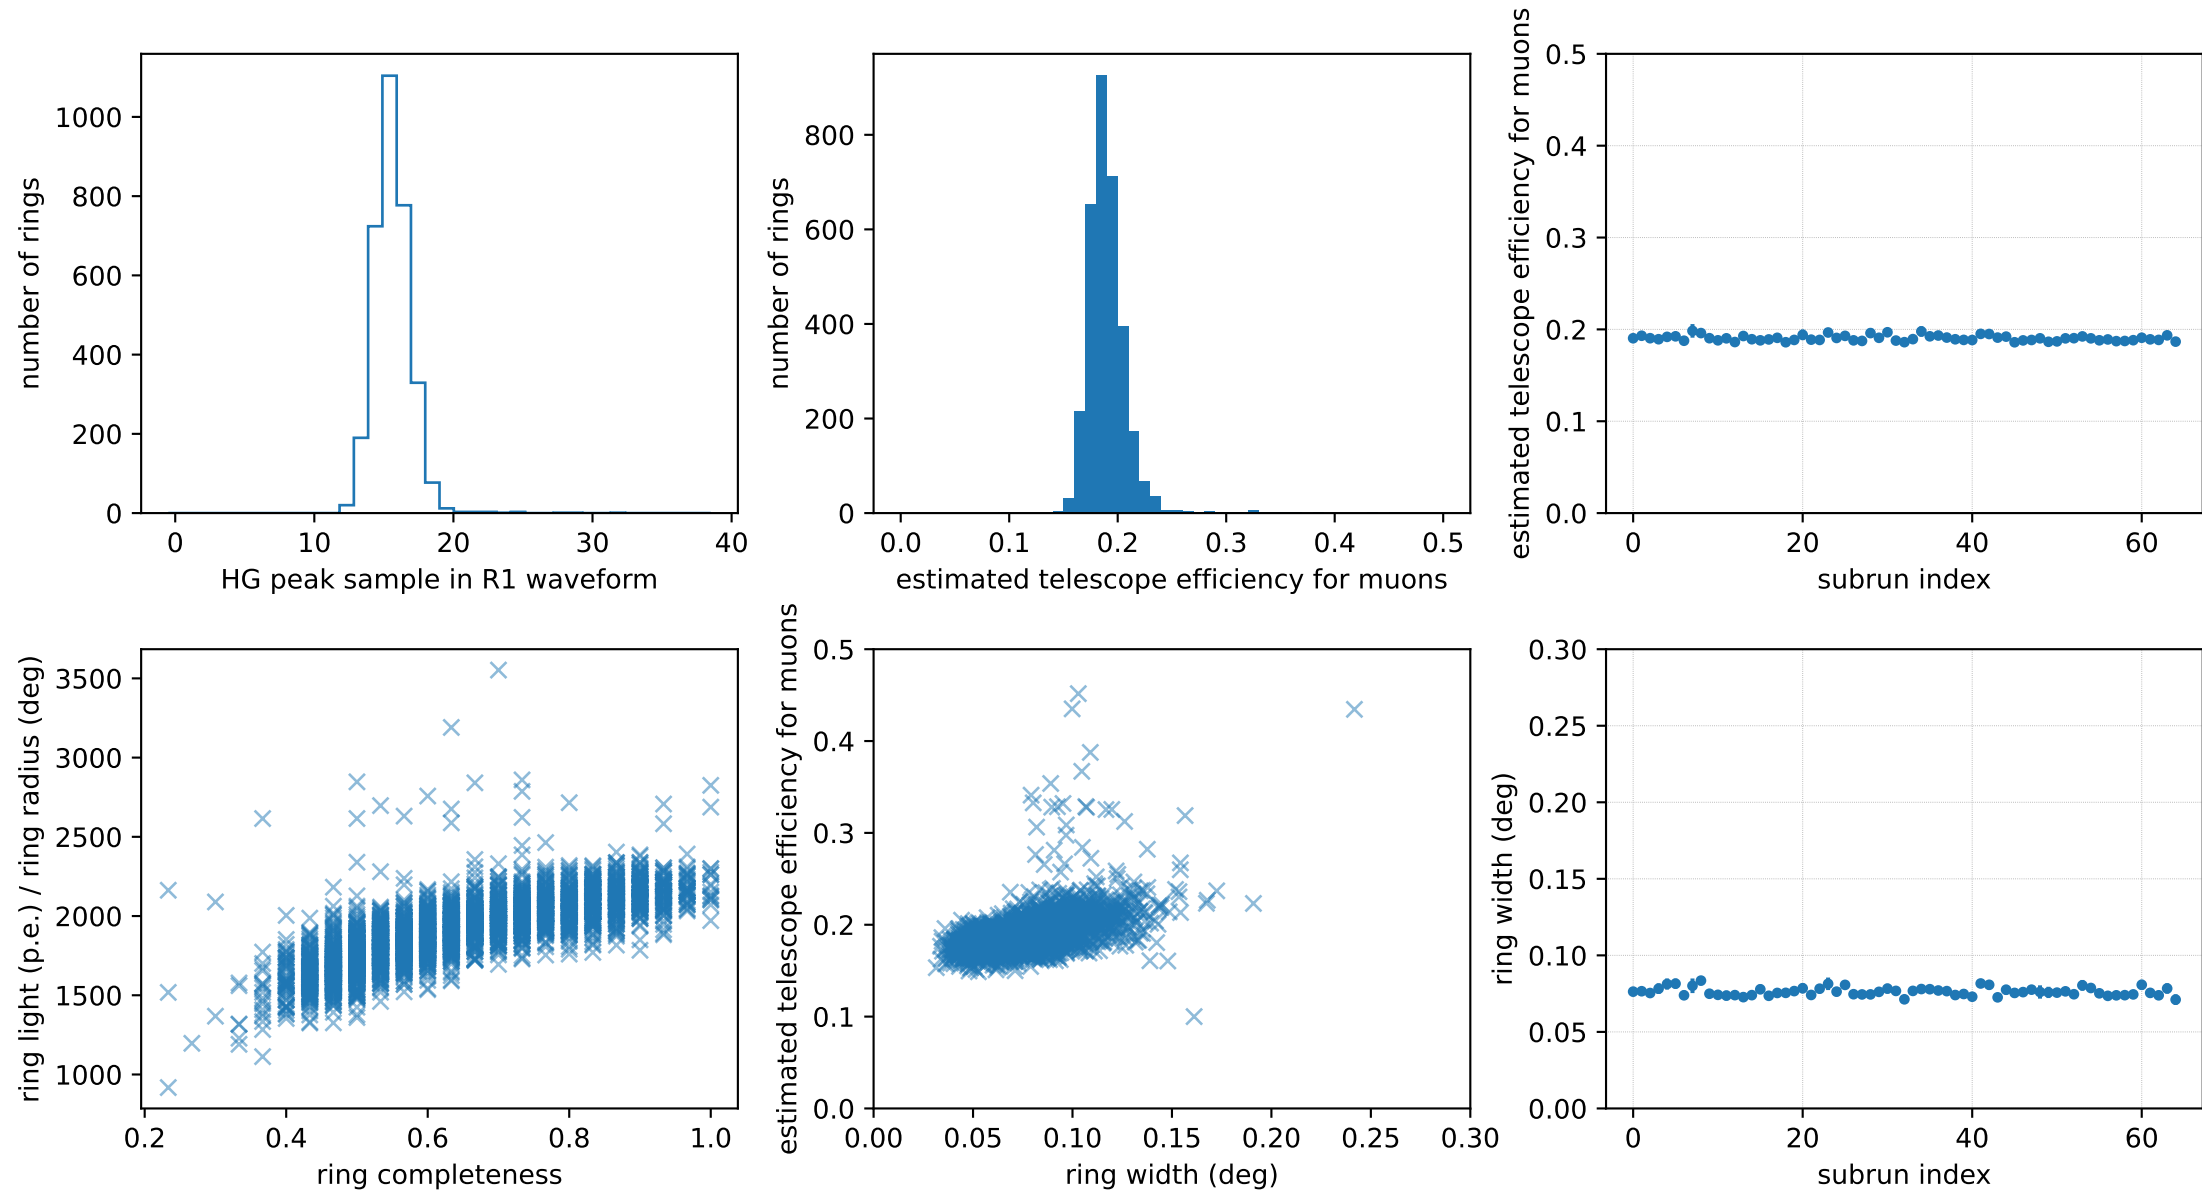 number of rings
1000
800
600
400
200
0
0 10 20 30 40
HG peak sample in R1 waveform
number of rings
800
600
400
200
0
0.0 0.1 0.2 0.3 0.4 0.5
estimated telescope efficiency for muons
estimated telescope efficiency for muons
0.5
0.4
0.3
0.2
0.1
0.0
0 20 40 60
subrun index
ring light (p.e.) / ring radius (deg)
3500
3000
2500
2000
1500
1000
0.2 0.4 0.6 0.8 1.0
ring completeness
estimated telescope efficiency for muons
0.5
0.4
0.3
0.2
0.1
0.0
0.00 0.05 0.10 0.15 0.20 0.25 0.30
ring width (deg)
ring width (deg)
0.30
0.25
0.20
0.15
0.10
0.05
0.00
0 20 40 60
subrun index